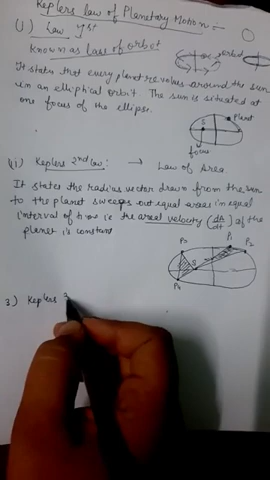 Keplers law of Planetary Motion:-
(i) Law 1st
Known as Law of orbit
It states that every planet revolves around the sun
in an elliptical orbit. The sun is situated at
one focus of the ellipse.
S
Planet
focus
(ii) Keplers 2nd law: → Law of Area
It states the radius vector drawn from the sun
to the planet sweeps out equal areas in equal
interval of time i.e the areal velocity (dA/dt) of the
planet is constant
P3
P1
P2
S
P4
3) Keplers 3